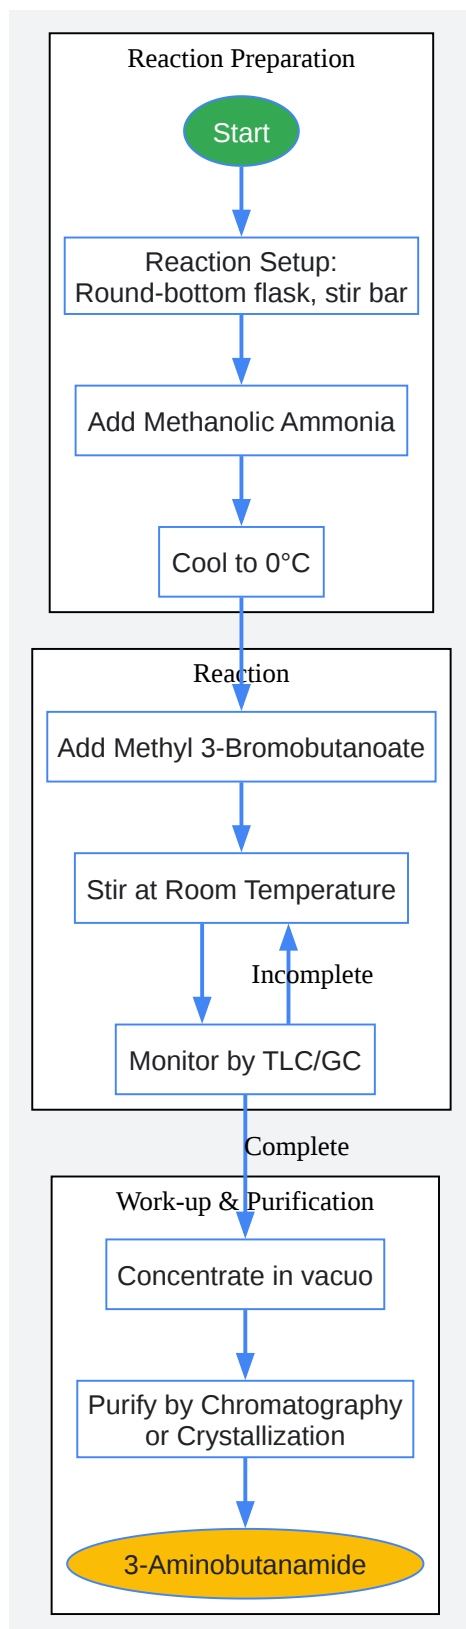 Reaction Preparation
Start
Reaction Setup:
Round-bottom flask, stir bar
Add Methanolic Ammonia
Cool to 0°C
Reaction
Add Methyl 3-Bromobutanoate
Stir at Room Temperature
Incomplete
Monitor by TLC/GC
Complete
Work-up & Purification
Concentrate in vacuo
Purify by Chromatography
or Crystallization
3-Aminobutanamide